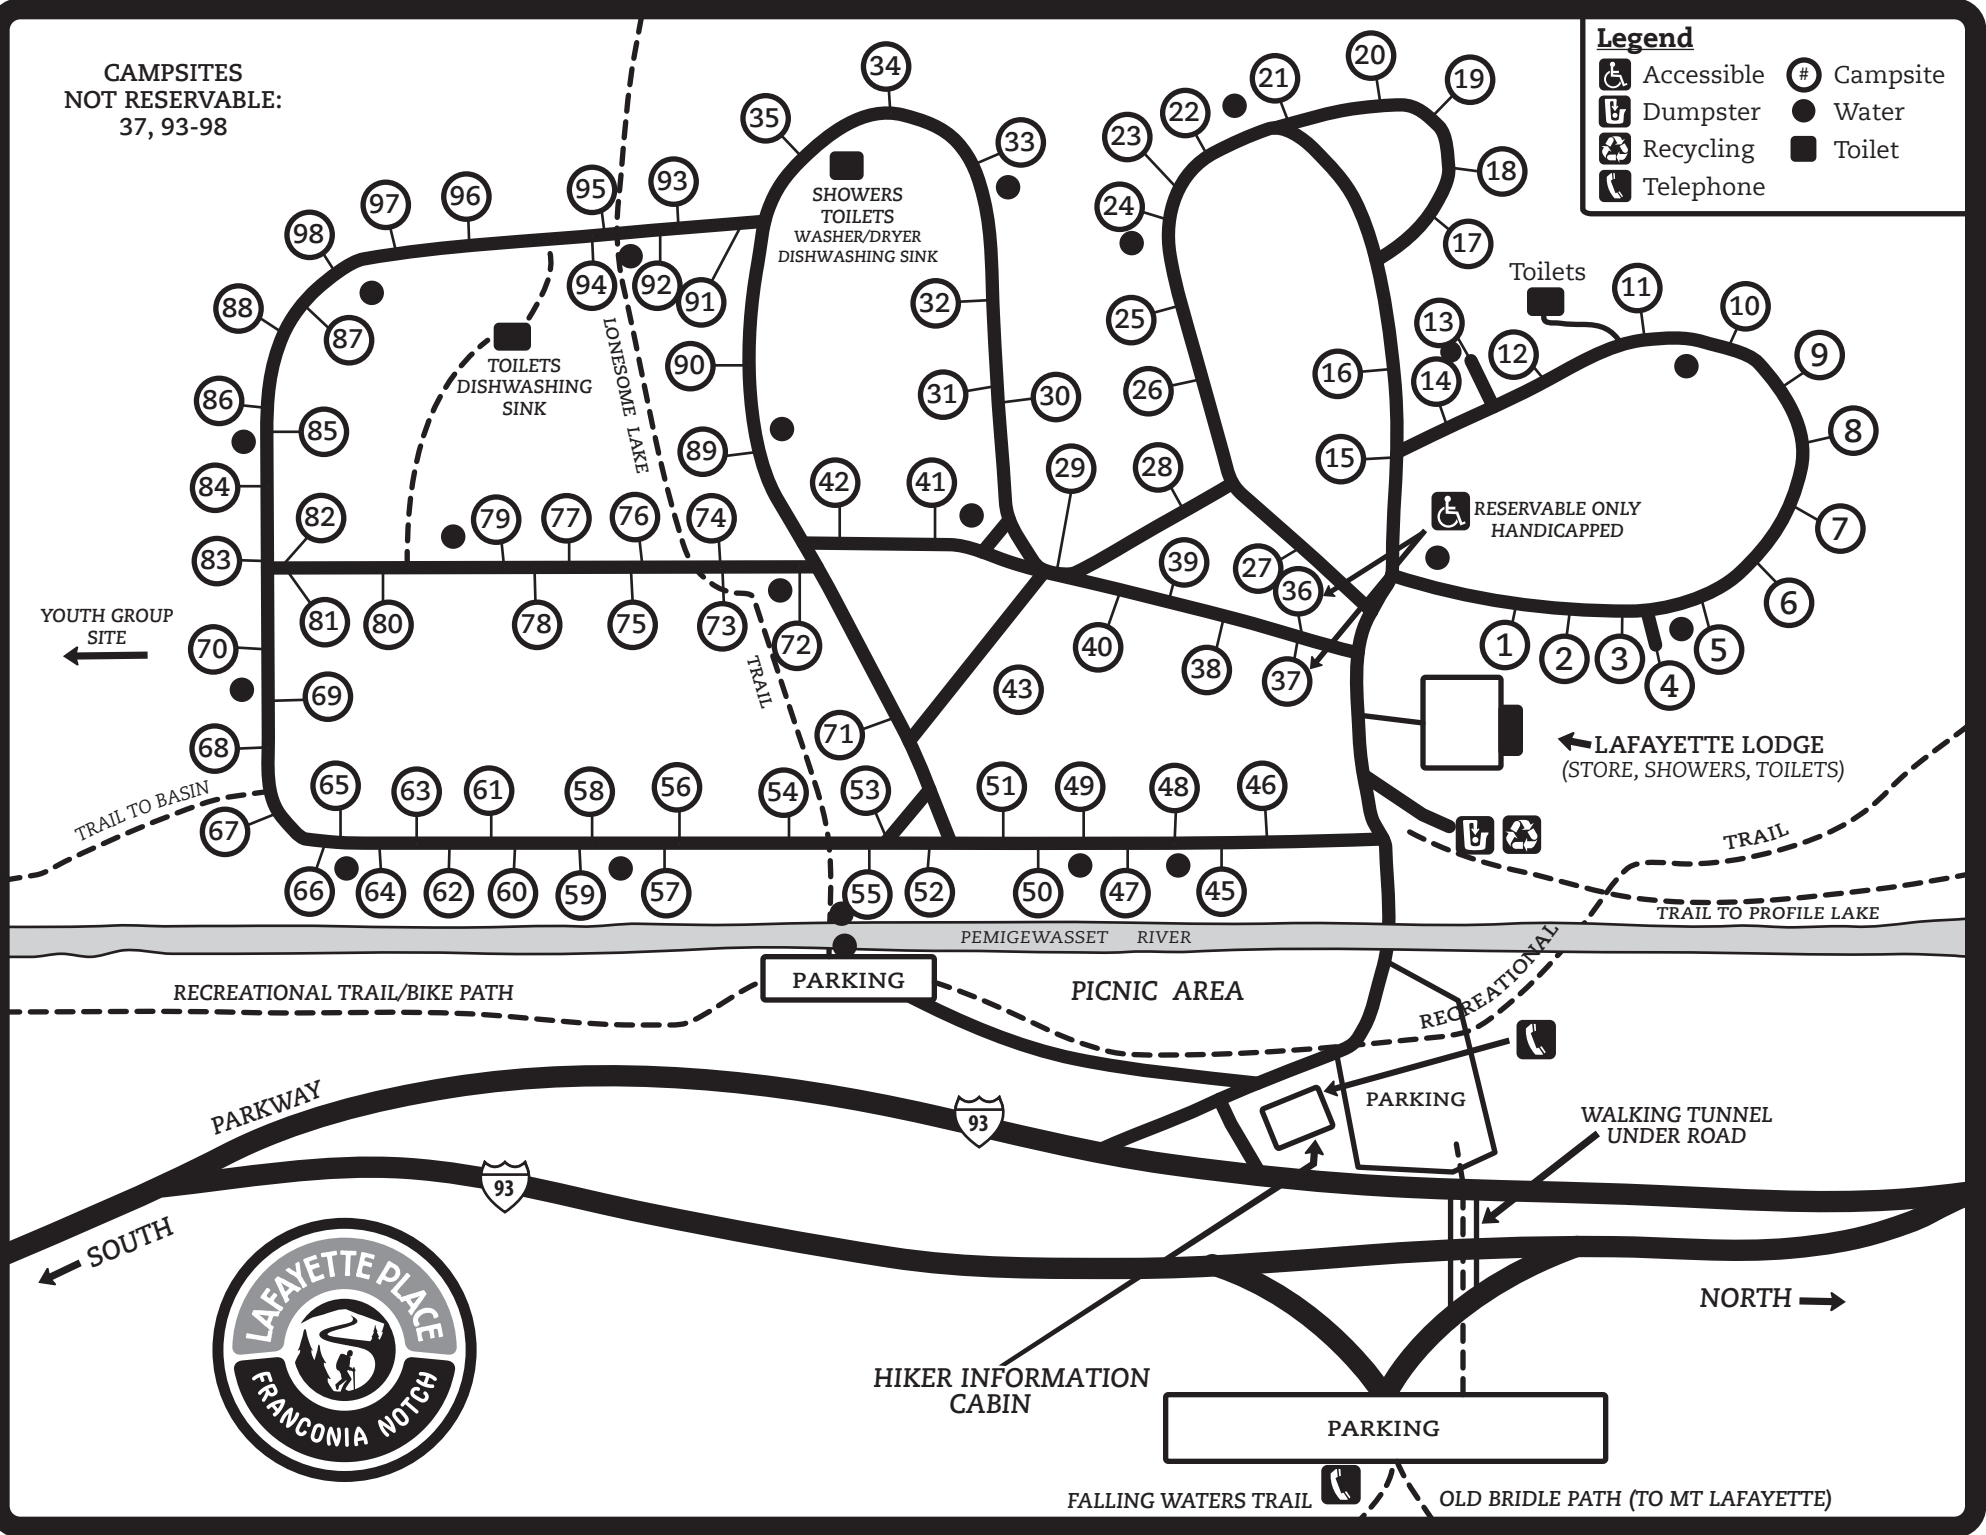 CAMPSITES
NOT RESERVABLE:
37, 93-98
Legend
Accessible
# Campsite
Dumpster
Water
Recycling
Toilet
Telephone
34
20
21
19
35
22
33
23
18
93
95
96
97
24
17
98
SHOWERS
TOILETS
WASHER/DRYER
DISHWASHING SINK
Toilets
94
92
91
32
11
10
88
87
25
13
12
9
TOILETS
DISHWASHING
SINK
LONESOME LAKE
TRAIL
90
16
14
86
31
30
26
8
85
89
15
84
42
41
29
28
RESERVABLE ONLY
HANDICAPPED
7
82
79
77
76
74
83
39
27
36
6
YOUTH GROUP
SITE
81
80
78
75
73
72
70
40
38
37
1
2
3
4
5
69
43
68
71
LAFAYETTE LODGE
(STORE, SHOWERS, TOILETS)
65
63
61
58
56
54
53
51
49
48
46
TRAIL TO BASIN
67
TRAIL
66
64
62
60
59
57
55
52
50
47
45
TRAIL TO PROFILE LAKE
PEMIGEWASSET RIVER
RECREATIONAL
PARKING
RECREATIONAL TRAIL/BIKE PATH
PICNIC AREA
PARKWAY
93
PARKING
WALKING TUNNEL
UNDER ROAD
93
SOUTH
NORTH
LAFAYETTE PLACE
FRANCONIA NOTCH
HIKER INFORMATION
CABIN
PARKING
FALLING WATERS TRAIL
OLD BRIDLE PATH (TO MT LAFAYETTE)